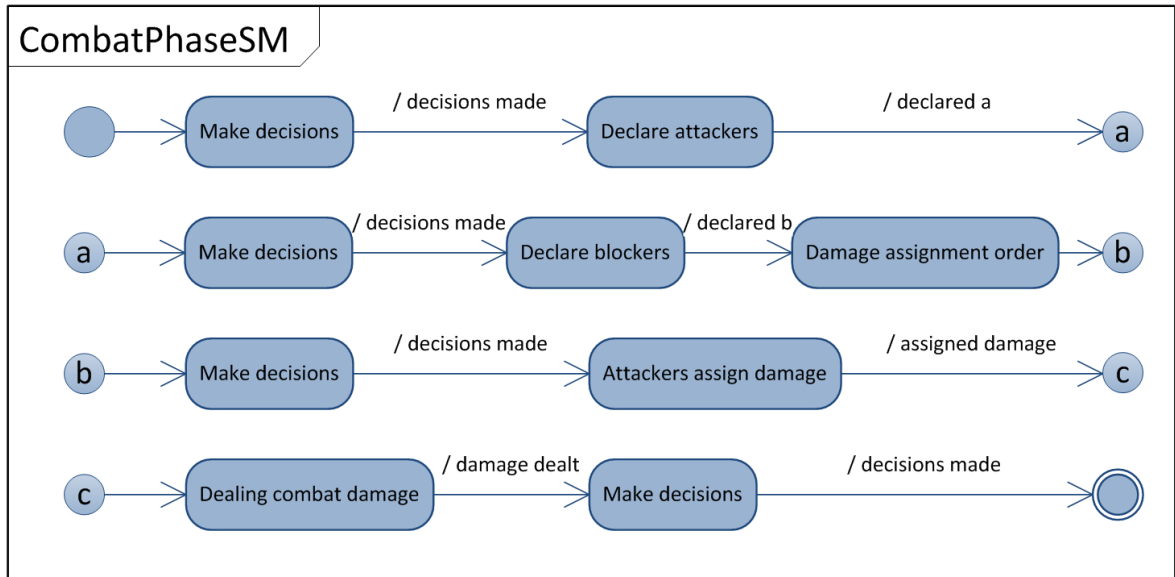 CombatPhaseSM
/ decisions made
/ declared a
Make decisions
Declare attackers
a
/ decisions made
/ declared b
a
Make decisions
Declare blockers
Damage assignment order
b
/ decisions made
/ assigned damage
b
Make decisions
Attackers assign damage
c
/ damage dealt
/ decisions made
c
Dealing combat damage
Make decisions